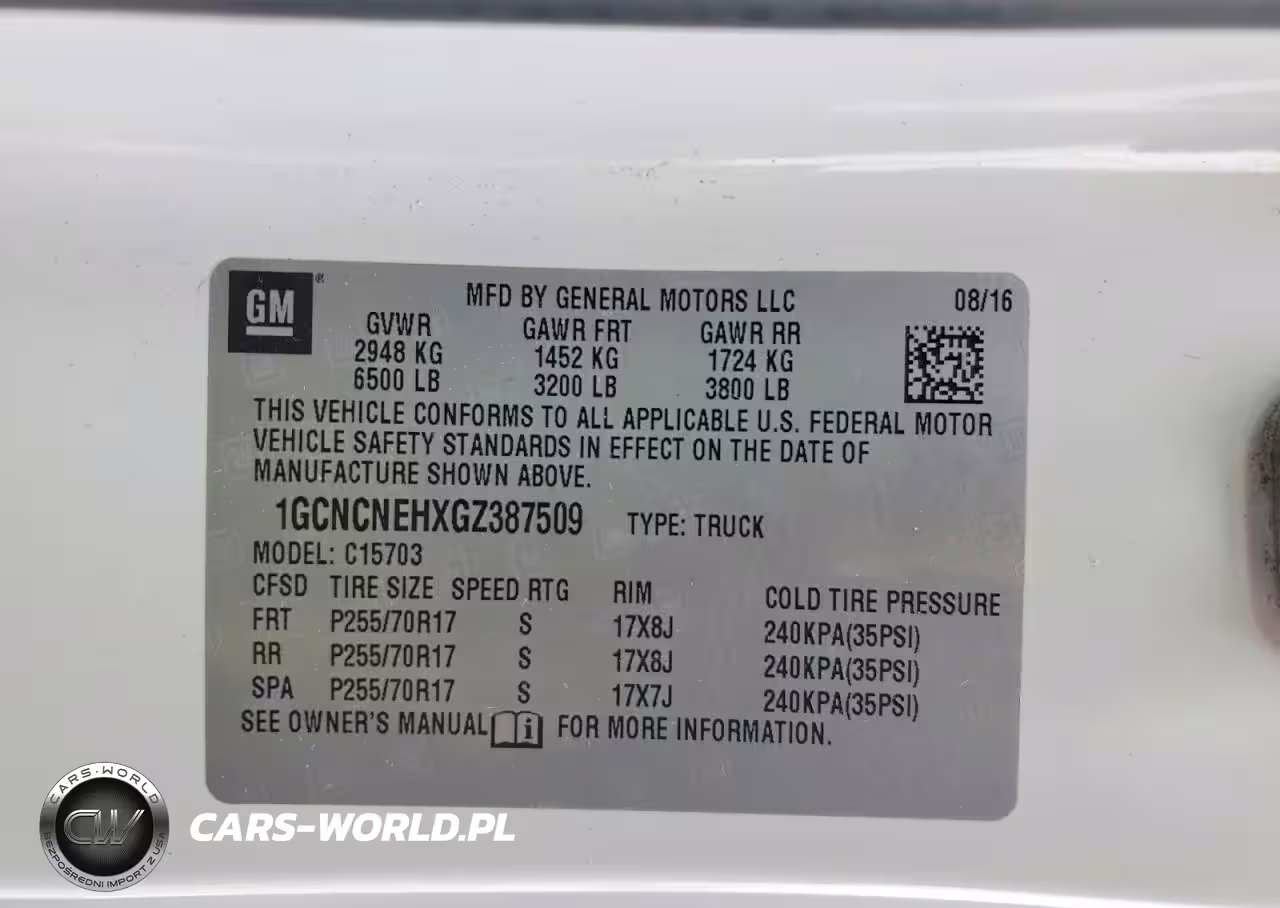 GM®
MFD BY GENERAL MOTORS LLC 08/16
GVWR GAWR FRT GAWR RR
2948 KG 1452 KG 1724 KG
6500 LB 3200 LB 3800 LB
THIS VEHICLE CONFORMS TO ALL APPLICABLE U.S. FEDERAL MOTOR
VEHICLE SAFETY STANDARDS IN EFFECT ON THE DATE OF
MANUFACTURE SHOWN ABOVE.
1GCNCNEHXGZ387509 TYPE: TRUCK
MODEL: C15703
CFSD TIRE SIZE SPEED RTG RIM COLD TIRE PRESSURE
FRT P255/70R17 S 17X8J 240KPA(35PSI)
RR P255/70R17 S 17X8J 240KPA(35PSI)
SPA P255/70R17 S 17X7J 240KPA(35PSI)
SEE OWNER'S MANUAL i FOR MORE INFORMATION.
CARS-WORLD
CW
BEZPOŚREDNI IMPORT Z USA
CARS-WORLD.PL